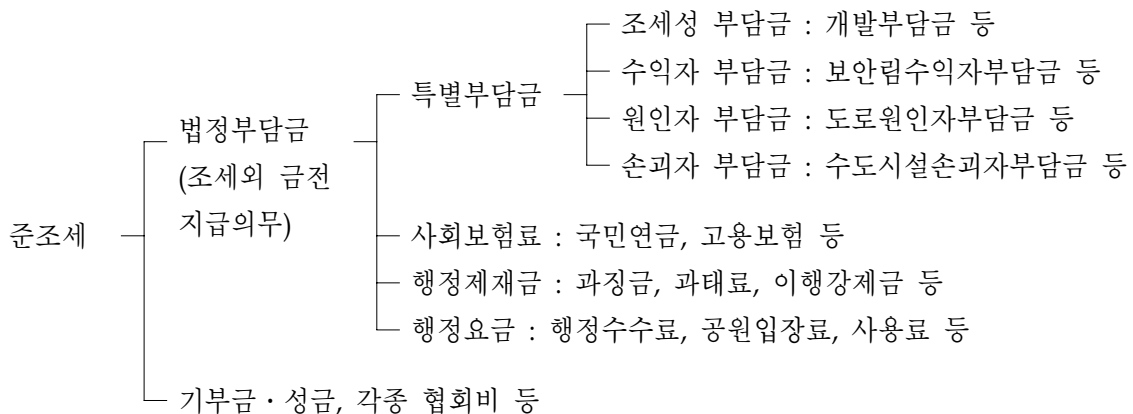 조세성 부담금 : 개발부담금 등
수익자 부담금 : 보안림수익자부담금 등
특별부담금
원인자 부담금 : 도로원인자부담금 등
법정부담금
손괴자 부담금 : 수도시설손괴자부담금 등
(조세외 금전
지급의무)
준조세
사회보험료 : 국민연금, 고용보험 등
행정제재금 : 과징금, 과태료, 이행강제금 등
행정요금 : 행정수수료, 공원입장료, 사용료 등
기부금·성금, 각종 협회비 등